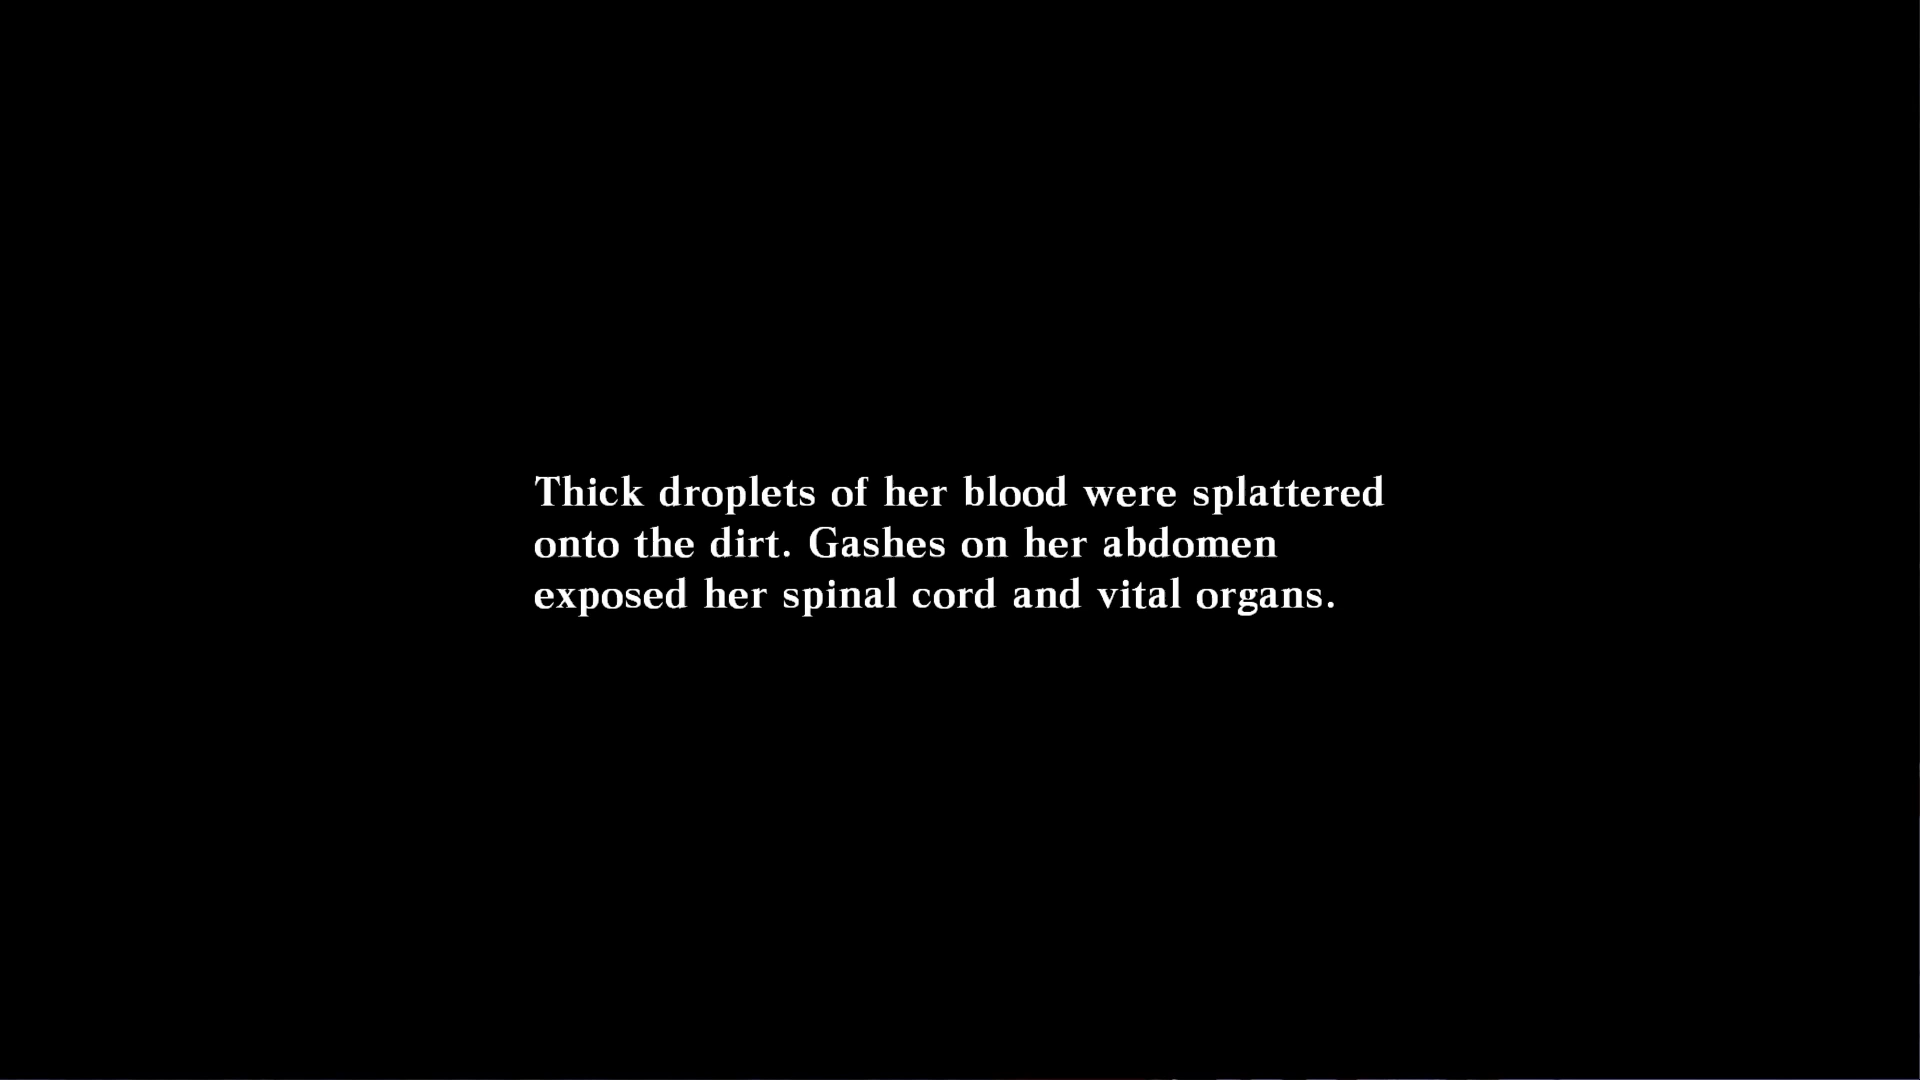 Thick droplets of her blood were splattered
onto the dirt. Gashes on her abdomen
exposed her spinal cord and vital organs.